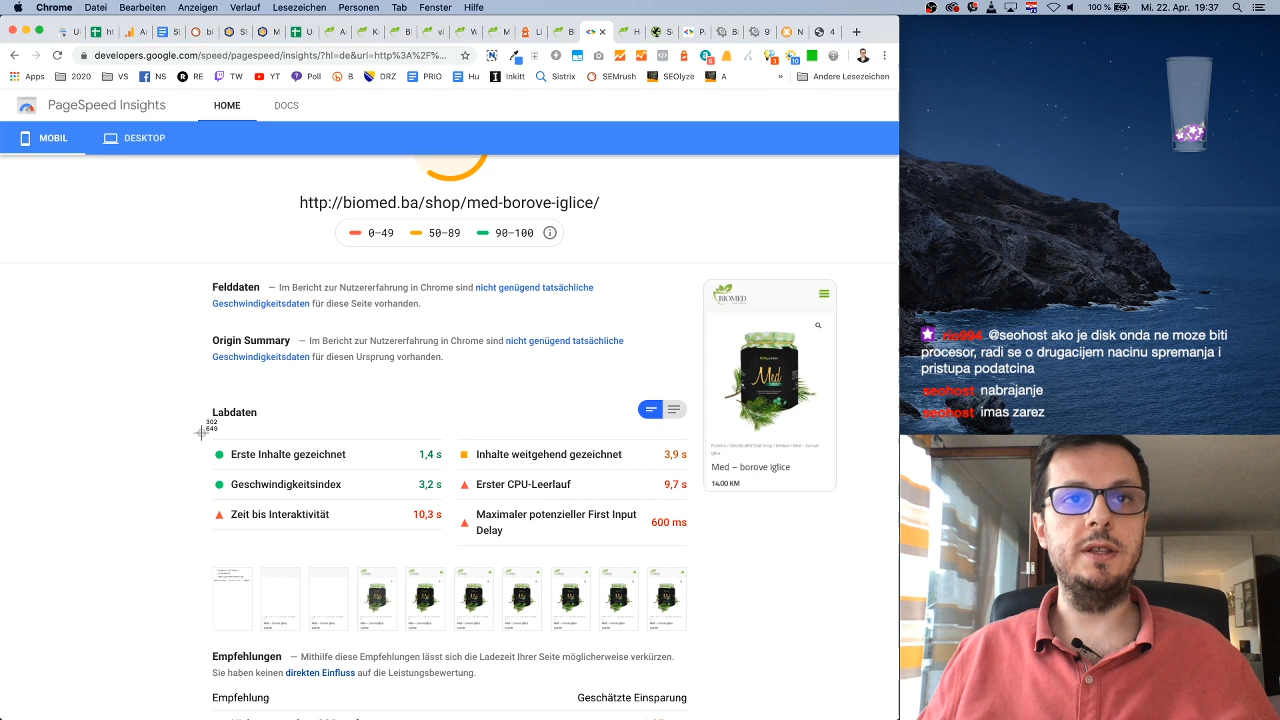 Chrome Datei Bearbeiten Anzeigen Verlauf Lesezeichen Personen Tab Fenster Hilfe
100 % Mi. 22. Apr. 19:37
developers.google.com/speed/pagespeed/insights/?hl=de&url=http%3A%2F%...
Apps 2020 VS FS RE TW YT Poll B DRZ PRIO Hu Inkitt Sistrix SEMrush SEOlyze A » Andere Lesezeichen
PageSpeed Insights HOME DOCS
MOBIL DESKTOP
http://biomed.ba/shop/med-borove-iglice/
0–49 50–89 90–100
Felddaten — Im Bericht zur Nutzererfahrung in Chrome sind nicht genügend tatsächliche
Geschwindigkeitsdaten für diese Seite vorhanden.
Origin Summary — Im Bericht zur Nutzererfahrung in Chrome sind nicht genügend tatsächliche
Geschwindigkeitsdaten für diesen Ursprung vorhanden.
Labdaten
302
849
Erste Inhalte gezeichnet 1,4 s
Inhalte weitgehend gezeichnet 3,9 s
Geschwindigkeitsindex 3,2 s
Erster CPU-Leerlauf 9,7 s
Zeit bis Interaktivität 10,3 s
Maximaler potenzieller First Input
Delay 600 ms
BIOMED
Med
Med – borove iglice
14,00 KM
Empfehlungen — Mithilfe diese Empfehlungen lässt sich die Ladezeit Ihrer Seite möglicherweise verkürzen.
Sie haben keinen direkten Einfluss auf die Leistungsbewertung.
Empfehlung Geschätzte Einsparung
@seohost ako je disk onda ne moze biti
procesor, radi se o drugacijem nacinu spremanja i
pristupa podatcina
seohost nabrajanje
seohost imas zarez